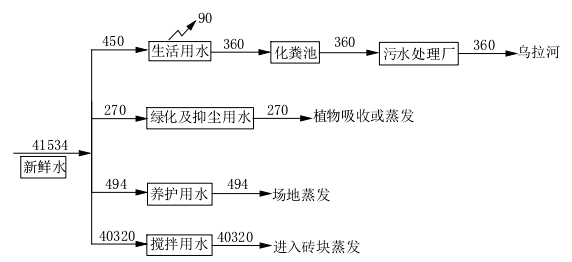 90
450 生活用水 360 化粪池 360 污水处理厂 360 乌拉河
270 绿化及抑尘用水 270 植物吸收或蒸发
41534
新鲜水
494 养护用水 494 场地蒸发
40320 搅拌用水 40320 进入砖块蒸发